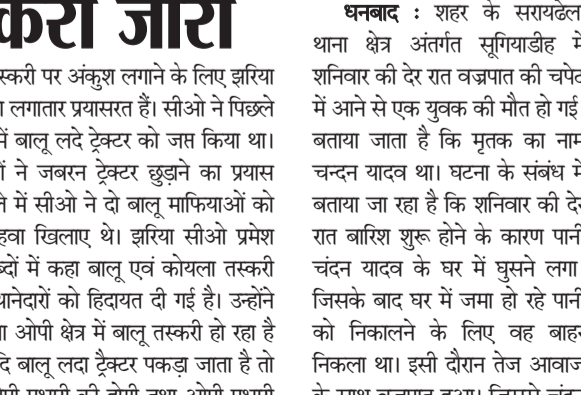 करी जारी
स्करी पर अंकुश लगाने के लिए झरिया
लगातार प्रयासरत हैं। सीओ ने पिछले
में बालू लदे ट्रेक्टर को जप्त किया था।
ने जबरन ट्रेक्टर छुड़ाने का प्रयास
में सीओ ने दो बालू माफियाओं को
हवा खिलाए थे। झरिया सीओ प्रमेश
ब्दों में कहा बालू एवं कोयला तस्करी
थानेदारों को हिदायत दी गई है। उन्होंने
ओपी क्षेत्र में बालू तस्करी हो रहा है
दि बालू लदा ट्रैक्टर पकड़ा जाता है तो
धनबाद : शहर के सरायढेल
थाना क्षेत्र अंतर्गत सूगियाडीह में
शनिवार की देर रात वज्रपात की चपेट
में आने से एक युवक की मौत हो गई
बताया जाता है कि मृतक का नाम
चन्दन यादव था। घटना के संबंध में
बताया जा रहा है कि शनिवार की देर
रात बारिश शुरू होने के कारण पानी
चंदन यादव के घर में घुसने लगा
जिसके बाद घर में जमा हो रहे पानी
को निकालने के लिए वह बाहर
निकला था। इसी दौरान तेज आवाज